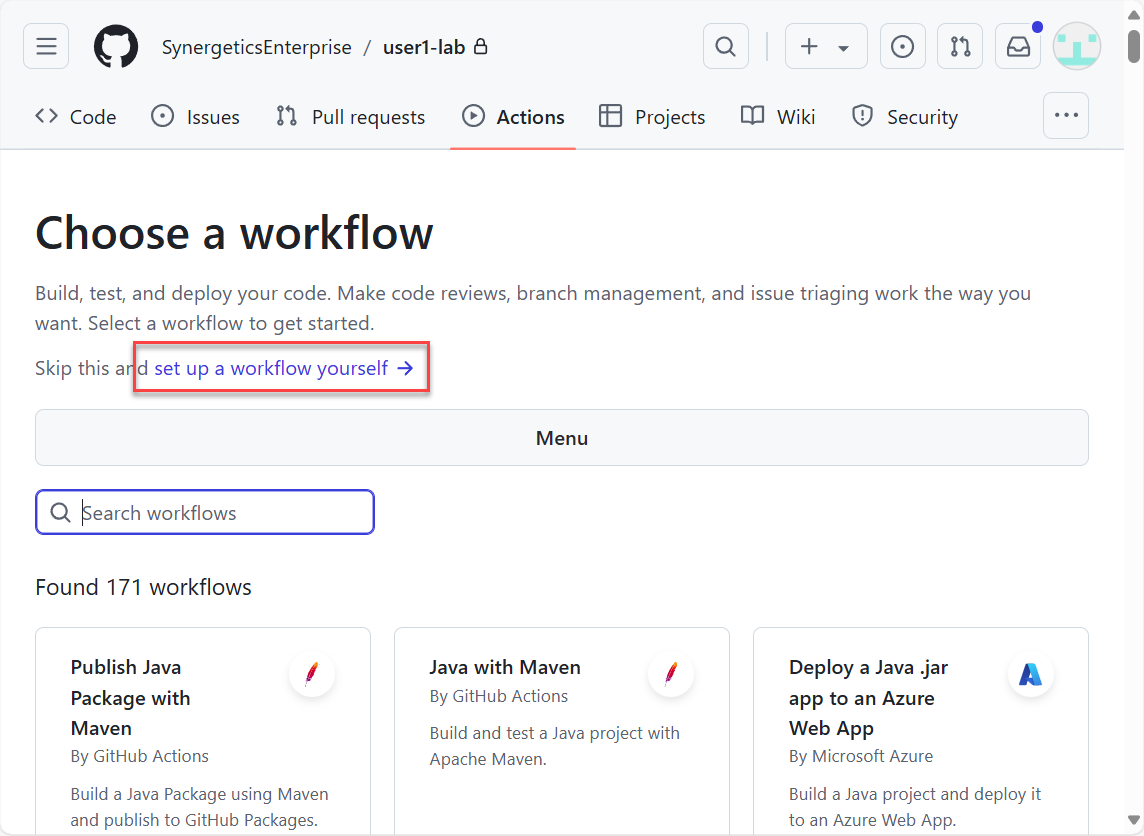 SynergeticsEnterprise / user1-lab
Code Issues Pull requests Actions Projects Wiki Security
Choose a workflow
Build, test, and deploy your code. Make code reviews, branch management, and issue triaging work the way you
want. Select a workflow to get started.
Skip this and set up a workflow yourself →
Menu
Search workflows
Found 171 workflows
Publish Java
Package with
Maven
By GitHub Actions
Build a Java Package using Maven
and publish to GitHub Packages.
Java with Maven
By GitHub Actions
Build and test a Java project with
Apache Maven.
Deploy a Java .jar
app to an Azure
Web App
By Microsoft Azure
Build a Java project and deploy it
to an Azure Web App.